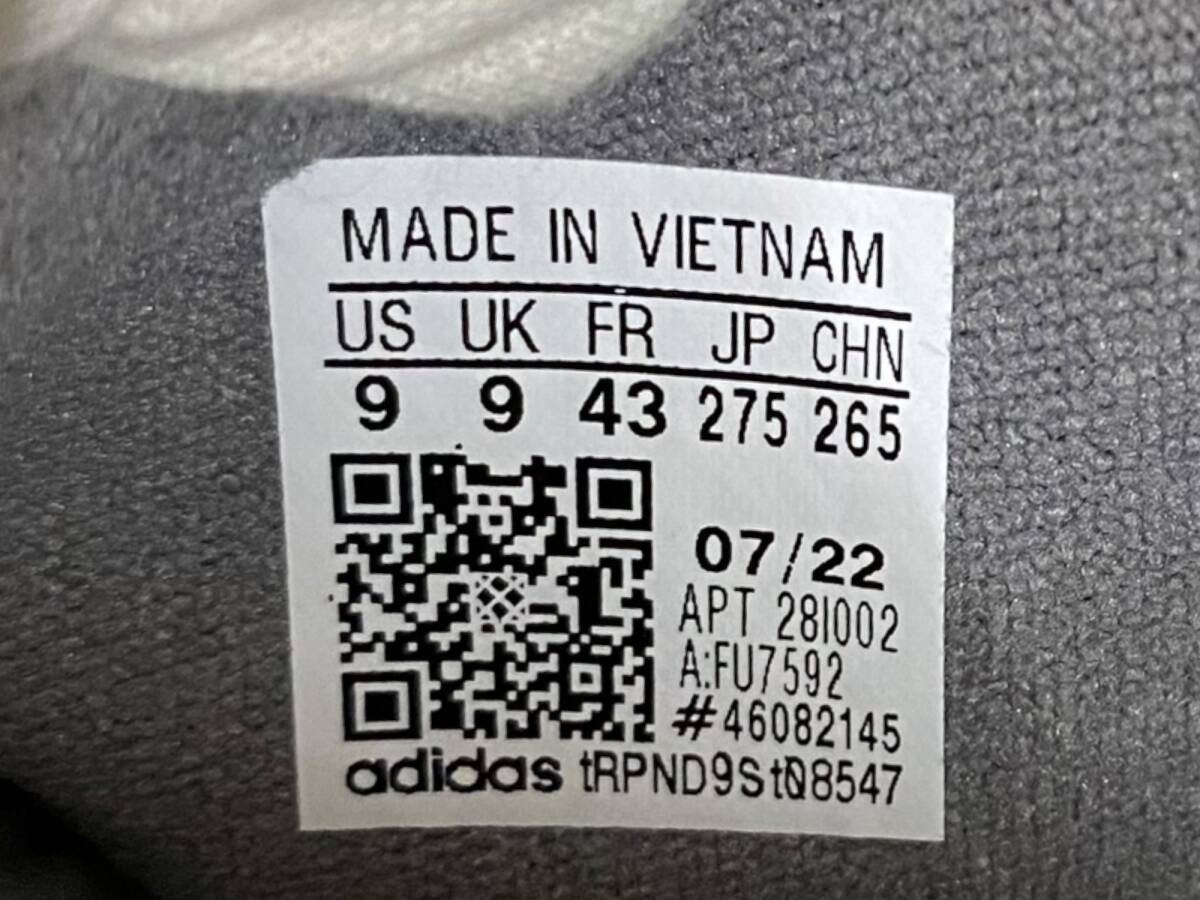 MADE IN VIETNAM
US UK FR JP CHN
9 9 43 275 265
07/22
APT 28I002
A:FU7592
#46082145
adidas tRPND9St08547